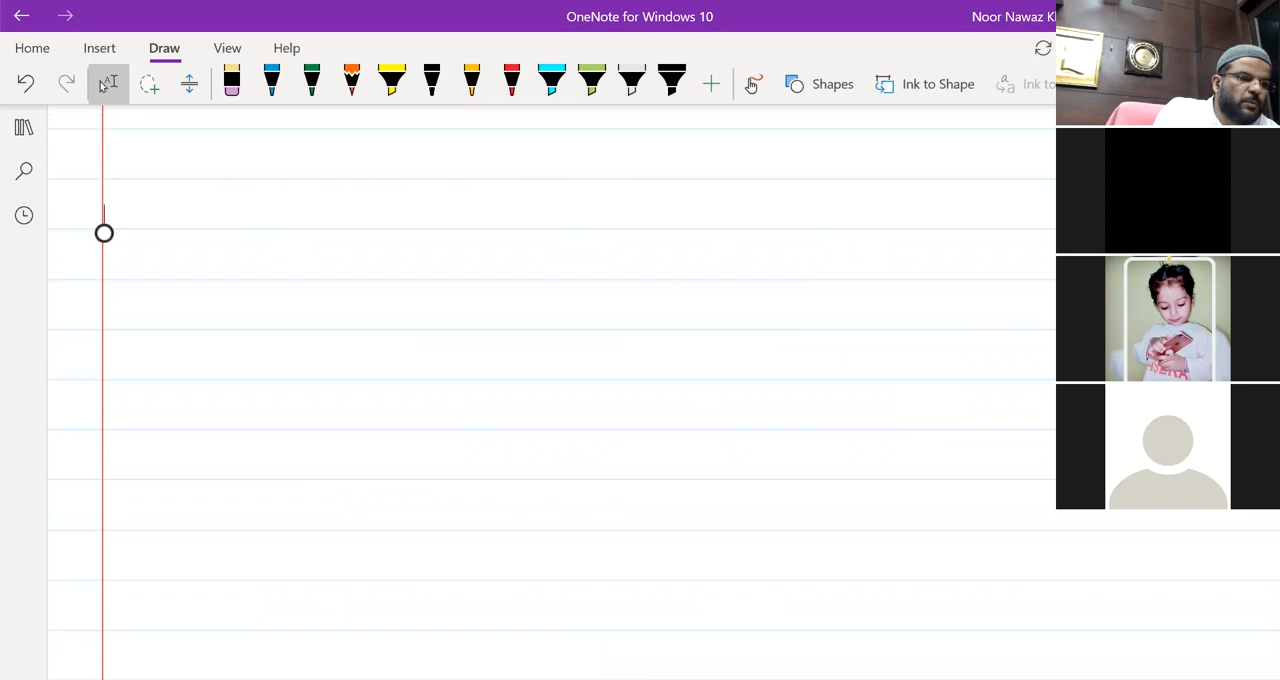 OneNote for Windows 10
Noor Nawaz K
Home Insert Draw View Help
Shapes Ink to Shape Ink to